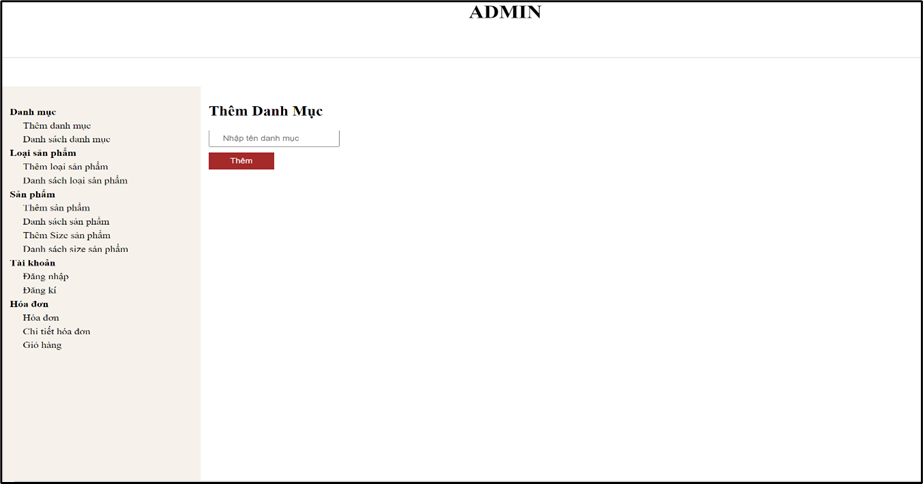 ADMIN
Danh mục
Thêm danh mục
Danh sách danh mục
Loại sản phẩm
Thêm loại sản phẩm
Danh sách loại sản phẩm
Sản phẩm
Thêm sản phẩm
Danh sách sản phẩm
Thêm Size sản phẩm
Danh sách size sản phẩm
Tài khoản
Đăng nhập
Đăng kí
Hóa đơn
Hóa đơn
Chi tiết hóa đơn
Giỏ hàng
Thêm Danh Mục
Nhập tên danh mục
Thêm